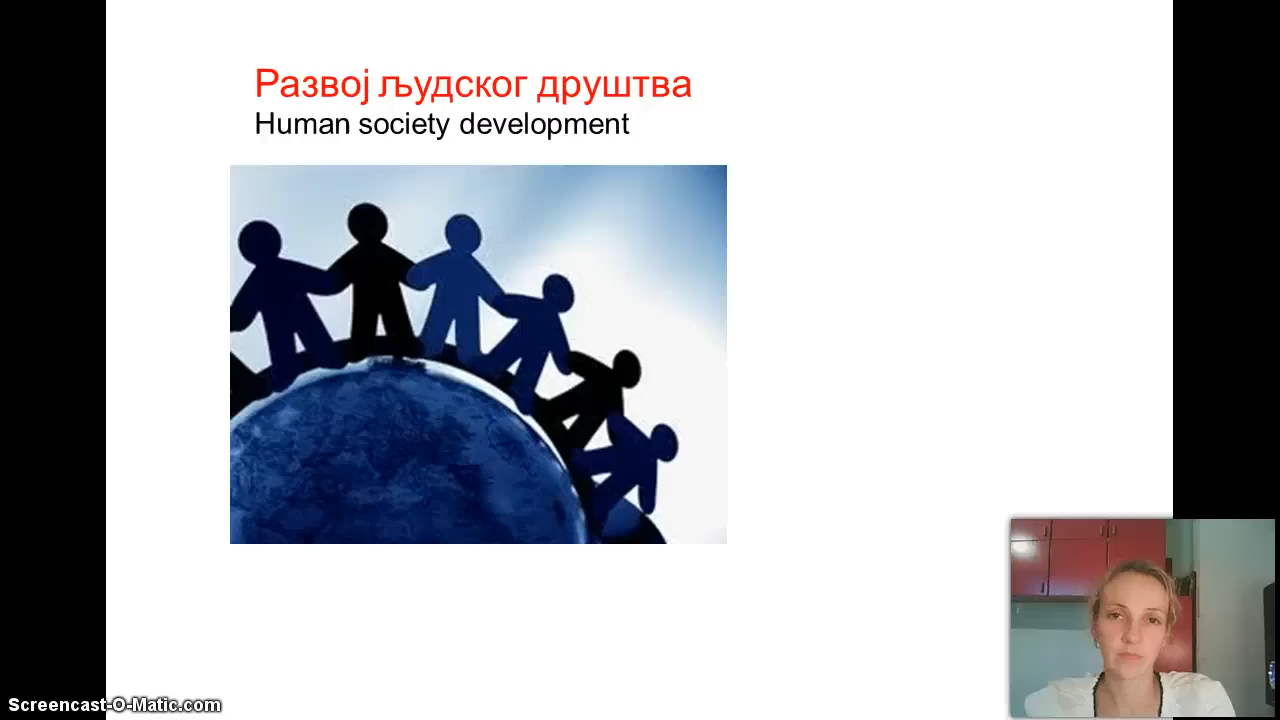 Развој људског друштва
Human society development
Screencast-O-Matic.com